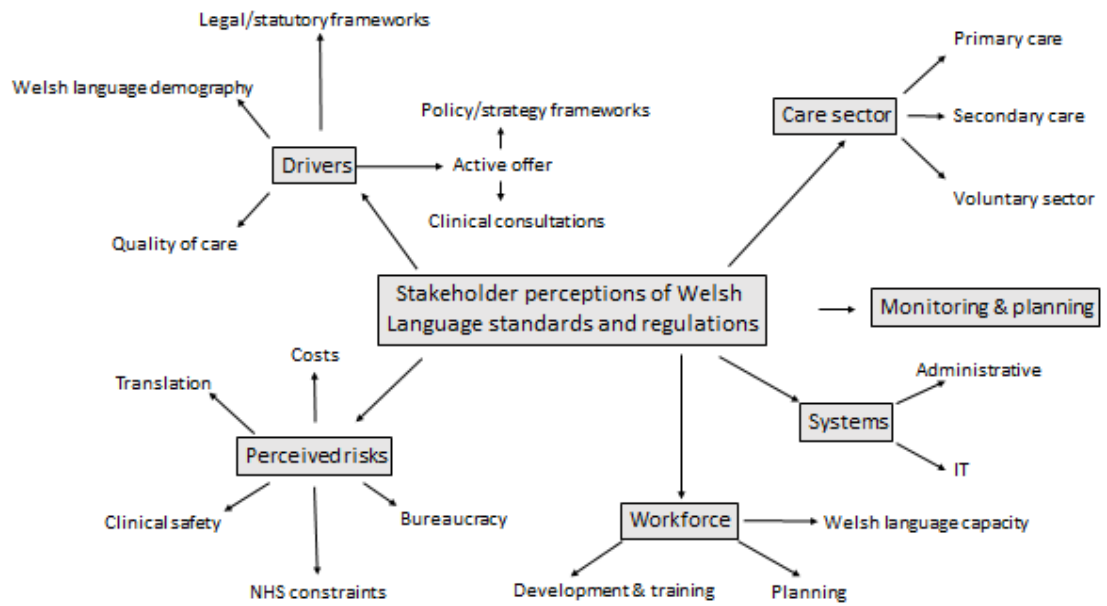 Legal/statutory frameworks
Primary care
Welsh language demography
Policy/strategy frameworks
Care sector
Secondary care
Drivers
Active offer
Voluntary sector
Clinical consultations
Quality of care
Stakeholder perceptions of Welsh
Language standards and regulations
Monitoring & planning
Costs
Translation
Administrative
Systems
Perceived risks
IT
Clinical safety
Bureaucracy
Workforce
Welsh language capacity
NHS constraints
Development & training
Planning